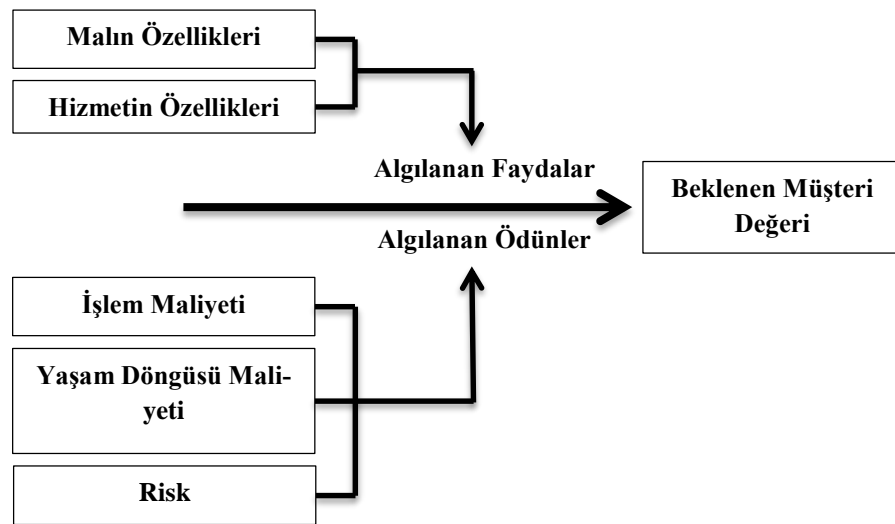 Malın Özellikleri
Hizmetin Özellikleri
Algılanan Faydalar
Beklenen Müşteri
Değeri
Algılanan Ödünler
İşlem Maliyeti
Yaşam Döngüsü Mali-
yeti
Risk